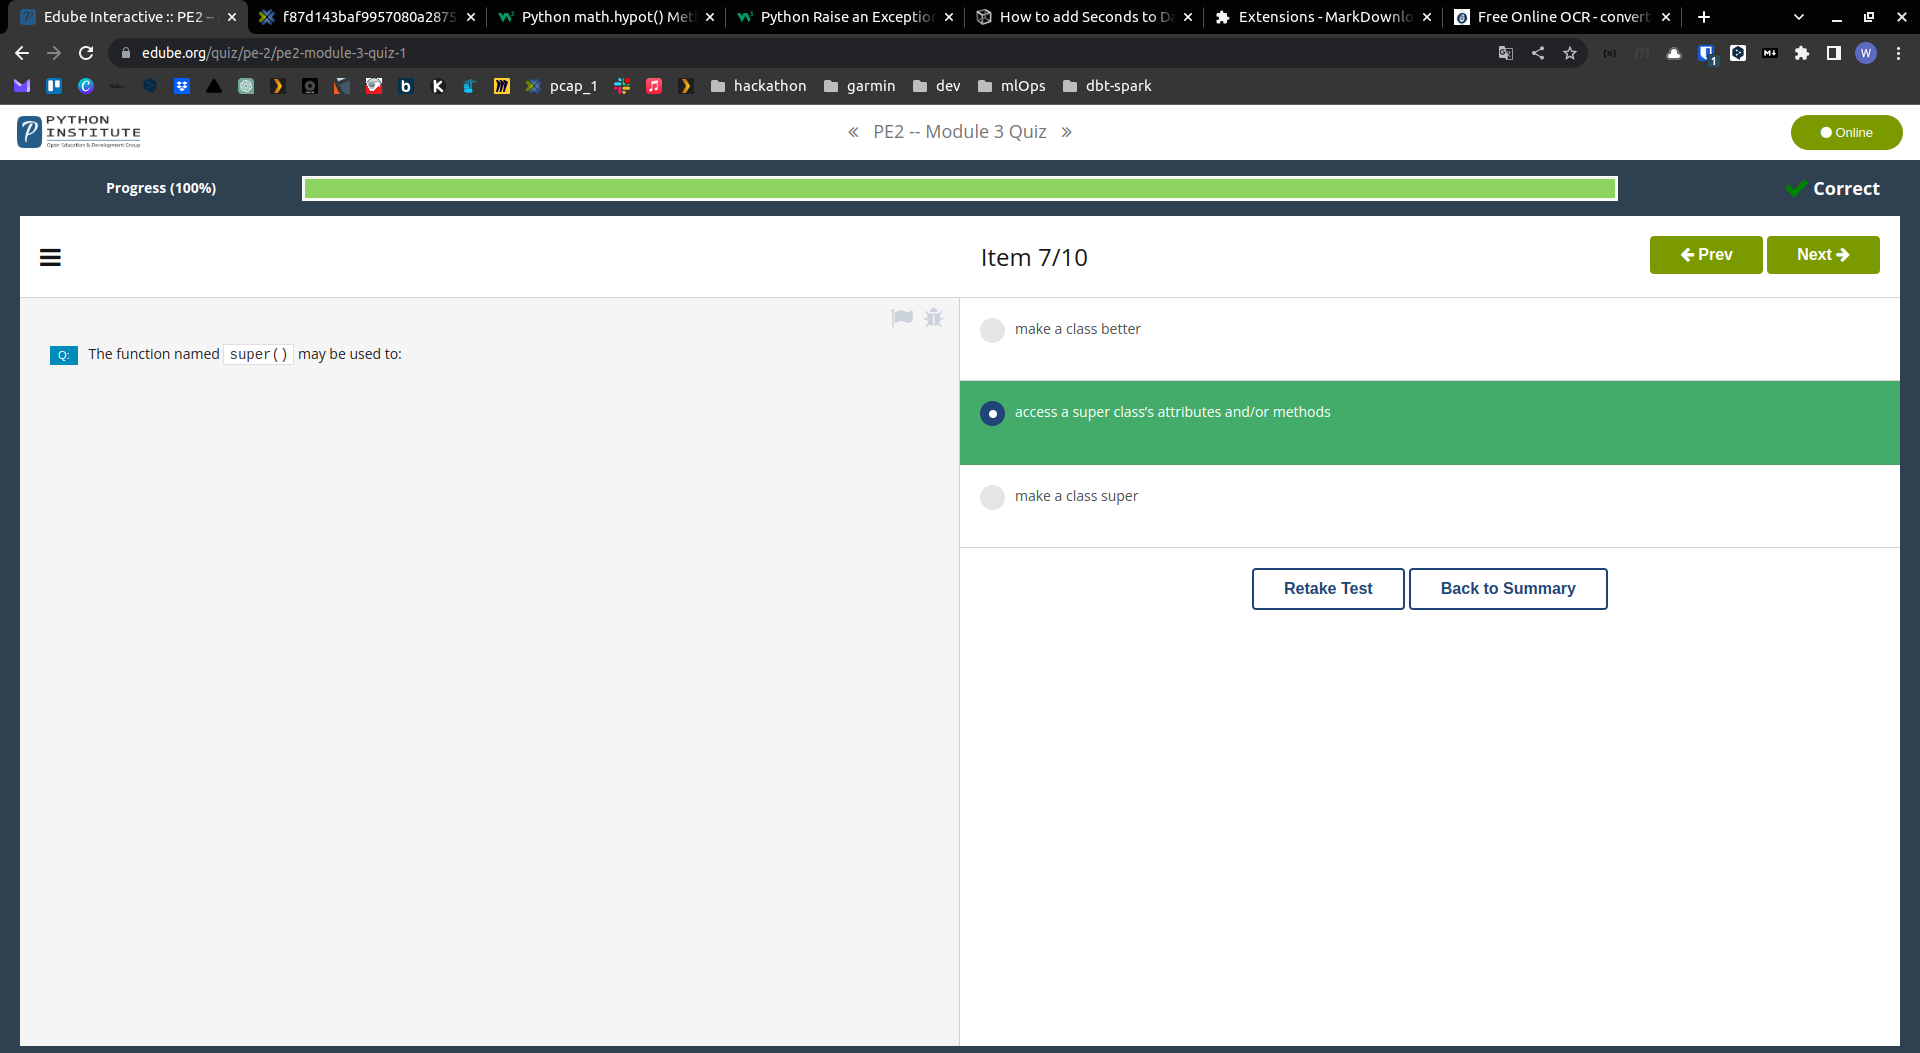 Edube Interactive :: PE2 –
f87d143baf9957080a2875
Python math.hypot() Met
Python Raise an Exception
How to add Seconds to Da
Extensions - MarkDownlo
Free Online OCR - convert
edube.org/quiz/pe-2/pe2-module-3-quiz-1
1
W
pcap_1
hackathon
garmin
dev
mlOps
dbt-spark
PYTHON
INSTITUTE
Open Education & Development Group
« PE2 -- Module 3 Quiz »
Online
Progress (100%)
Correct
Item 7/10
Prev
Next
Q: The function named super() may be used to:
make a class better
access a super class’s attributes and/or methods
make a class super
Retake Test
Back to Summary